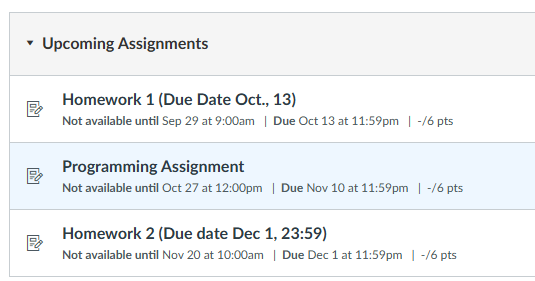 Upcoming Assignments
Homework 1 (Due Date Oct., 13)
Not available until Sep 29 at 9:00am | Due Oct 13 at 11:59pm | -/6 pts
Programming Assignment
Not available until Oct 27 at 12:00pm | Due Nov 10 at 11:59pm | -/6 pts
Homework 2 (Due date Dec 1, 23:59)
Not available until Nov 20 at 10:00am | Due Dec 1 at 11:59pm | -/6 pts